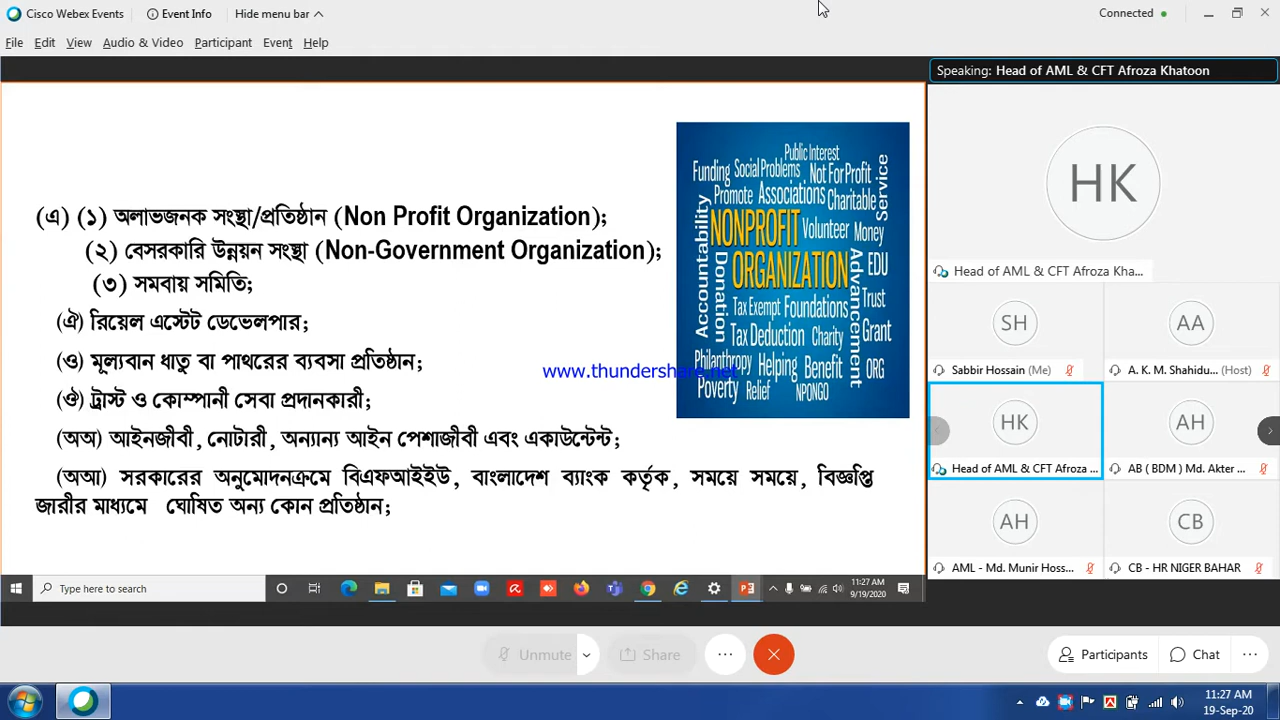 Cisco Webex Events
Event Info
Hide menu bar
Connected
File Edit View Audio & Video Participant Event Help
Speaking: Head of AML & CFT Afroza Khatoon
HK
Head of AML & CFT Afroza Kha...
(এ) (১) অলাভজনক সংস্থা/প্রতিষ্ঠান (Non Profit Organization);
(২) বেসরকারি উন্নয়ন সংস্থা (Non-Government Organization);
(৩) সমবায় সমিতি;
(ঐ) রিয়েল এস্টেট ডেভেলপার;
(ও) মূল্যবান ধাতু বা পাথরের ব্যবসা প্রতিষ্ঠান;
(ঔ) ট্রাস্ট ও কোম্পানী সেবা প্রদানকারী;
(অঅ) আইনজীবী, নোটারী, অন্যান্য আইন পেশাজীবী এবং একাউন্টেন্ট;
(অআ) সরকারের অনুমোদনক্রমে বিএফআইইউ, বাংলাদেশ ব্যাংক কর্তৃক, সময়ে সময়ে, বিজ্ঞপ্তি
জারীর মাধ্যমে ঘোষিত অন্য কোন প্রতিষ্ঠান;
Public Interest
Funding Social Problems Not For Profit
Promote Associations Charitable
Service
Accountability
NONPROFIT Volunteer Money
Donation
ORGANIZATION
Advancement
EDU
Tax Exempt Foundations Trust
Tax Deduction Charity Grant
Philanthropy Helping Benefit ORG
Poverty Relief NPO NGO
www.thundershare.net
SH
Sabbir Hossain (Me)
AA
A. K. M. Shahidu... (Host)
HK
Head of AML & CFT Afroza ...
AH
AB ( BDM ) Md. Akter ...
AH
AML - Md. Munir Hoss...
CB
CB - HR NIGER BAHAR
Type here to search
11:27 AM
9/19/2020
Unmute
Share
Participants
Chat
11:27 AM
19-Sep-20